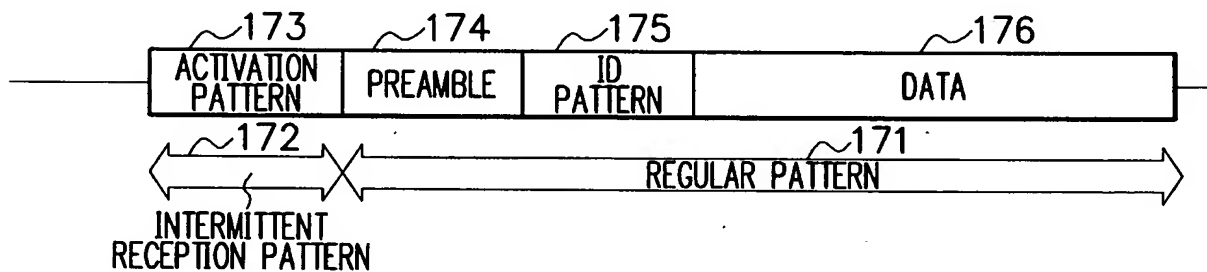 173 174 175 176
ACTIVATION PATTERN PREAMBLE ID PATTERN DATA
172 171
INTERMITTENT RECEPTION PATTERN REGULAR PATTERN